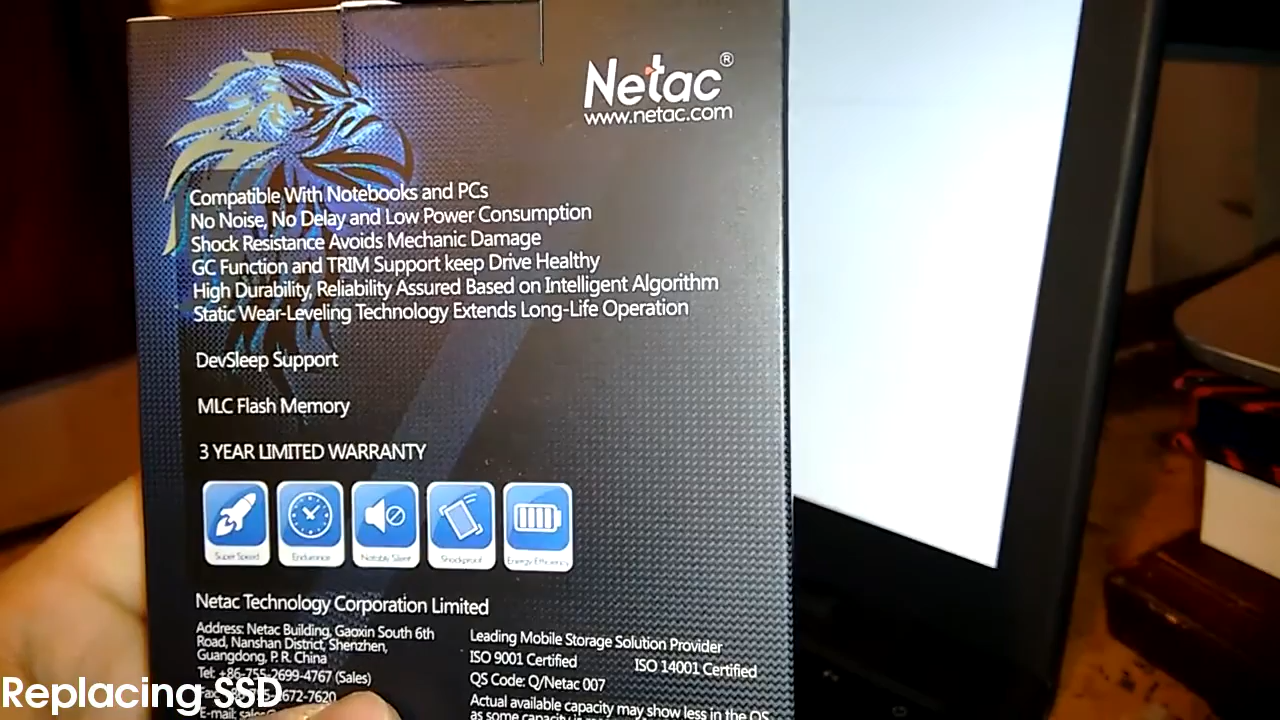 Netac®
www.netac.com
Compatible With Notebooks and PCs
No Noise, No Delay and Low Power Consumption
Shock Resistance Avoids Mechanic Damage
GC Function and TRIM Support keep Drive Healthy
High Durability, Reliability Assured Based on Intelligent Algorithm
Static Wear-Leveling Technology Extends Long-Life Operation
DevSleep Support
MLC Flash Memory
3 YEAR LIMITED WARRANTY
Super Speed
Endurance
Notably Silent
Shockproof
Energy Efficiency
Netac Technology Corporation Limited
Address: Netac Building, Gaoxin South 6th
Road, Nanshan District, Shenzhen,
Guangdong, P. R. China
Tel: +86-755-2699-4767 (Sales)
Leading Mobile Storage Solution Provider
ISO 9001 Certified ISO 14001 Certified
QS Code: Q/Netac 007
Actual available capacity may show less in the OS
as some capacity is
Replacing SSD